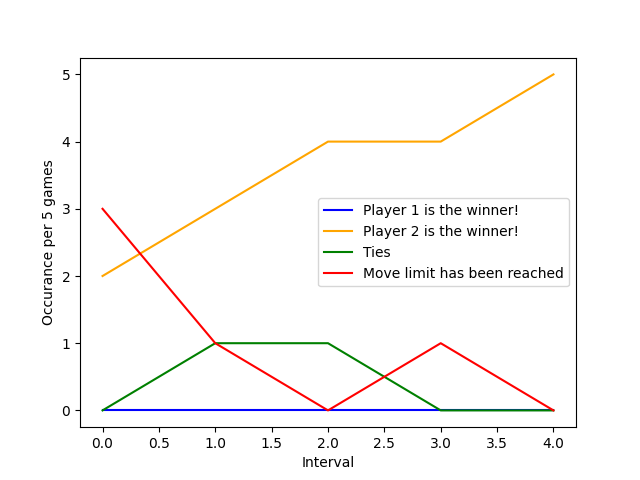 5
4
3
2
1
0
Occurance per 5 games
Player 1 is the winner!
Player 2 is the winner!
Ties
Move limit has been reached
0.0 0.5 1.0 1.5 2.0 2.5 3.0 3.5 4.0
Interval